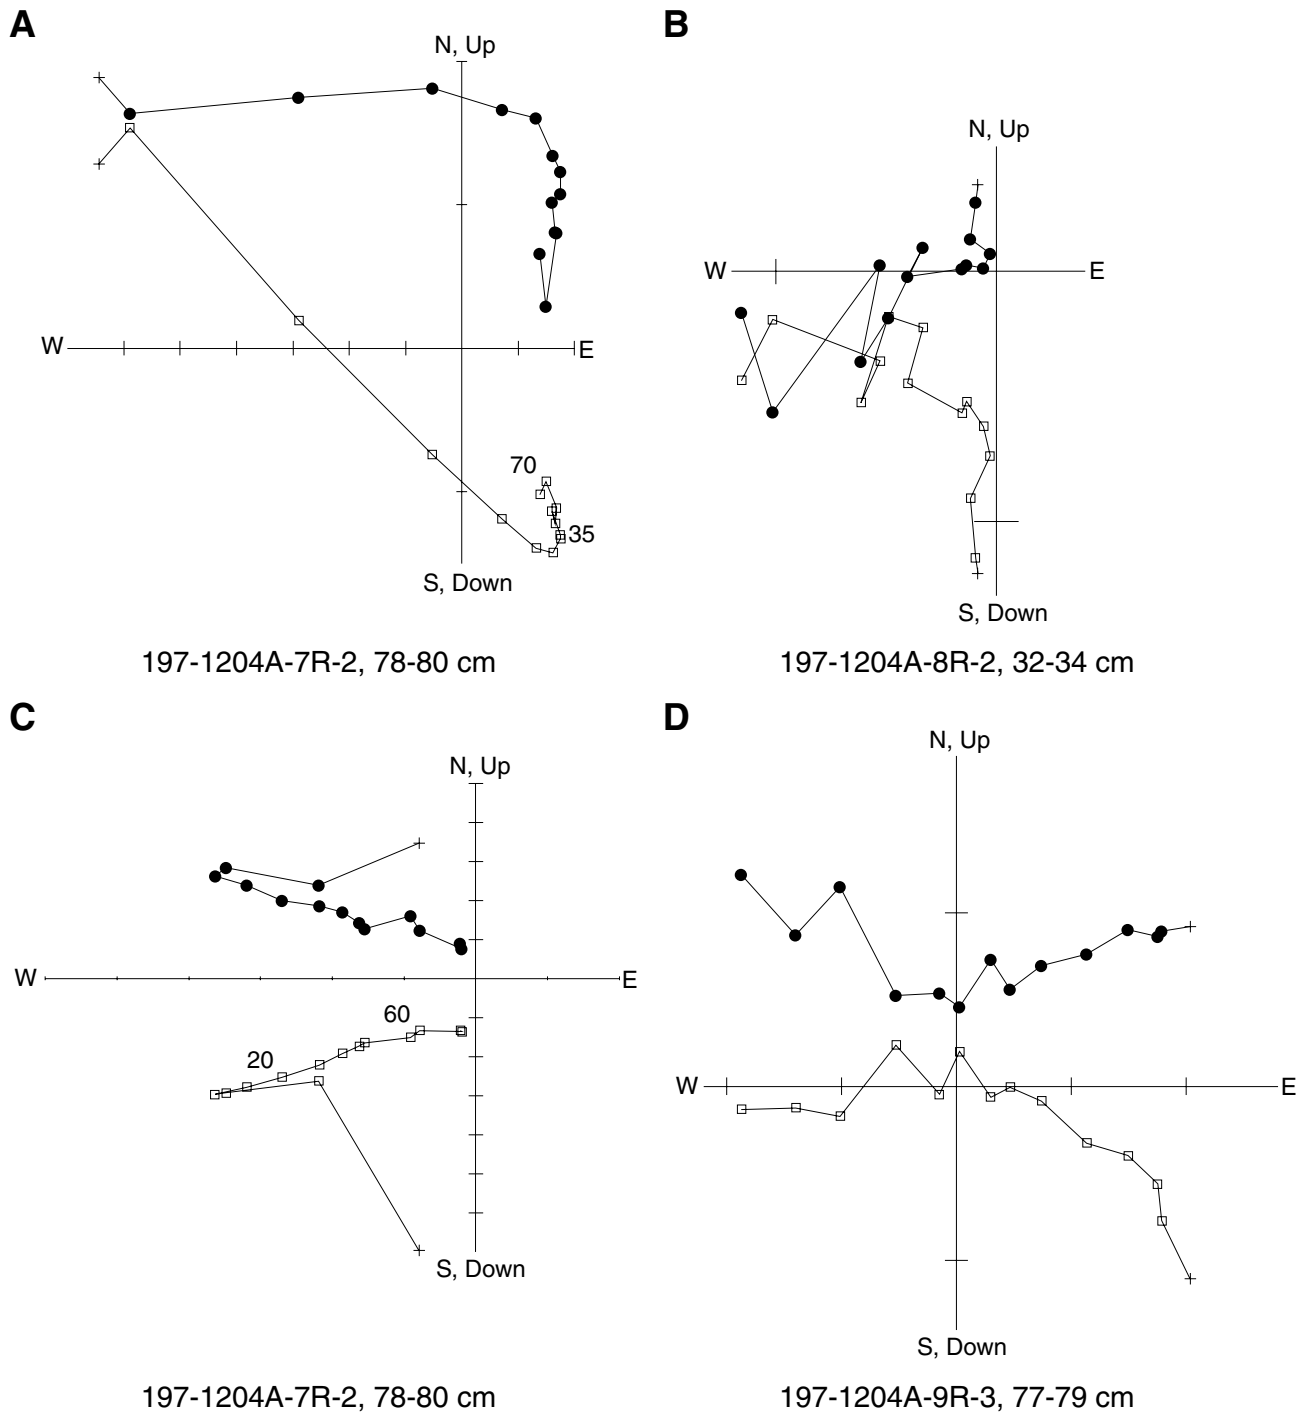 A
N, Up
W
E
70
35
S, Down
197-1204A-7R-2, 78-80 cm
B
N, Up
W
E
S, Down
197-1204A-8R-2, 32-34 cm
C
N, Up
W
E
60
20
S, Down
197-1204A-7R-2, 78-80 cm
D
N, Up
W
E
S, Down
197-1204A-9R-3, 77-79 cm